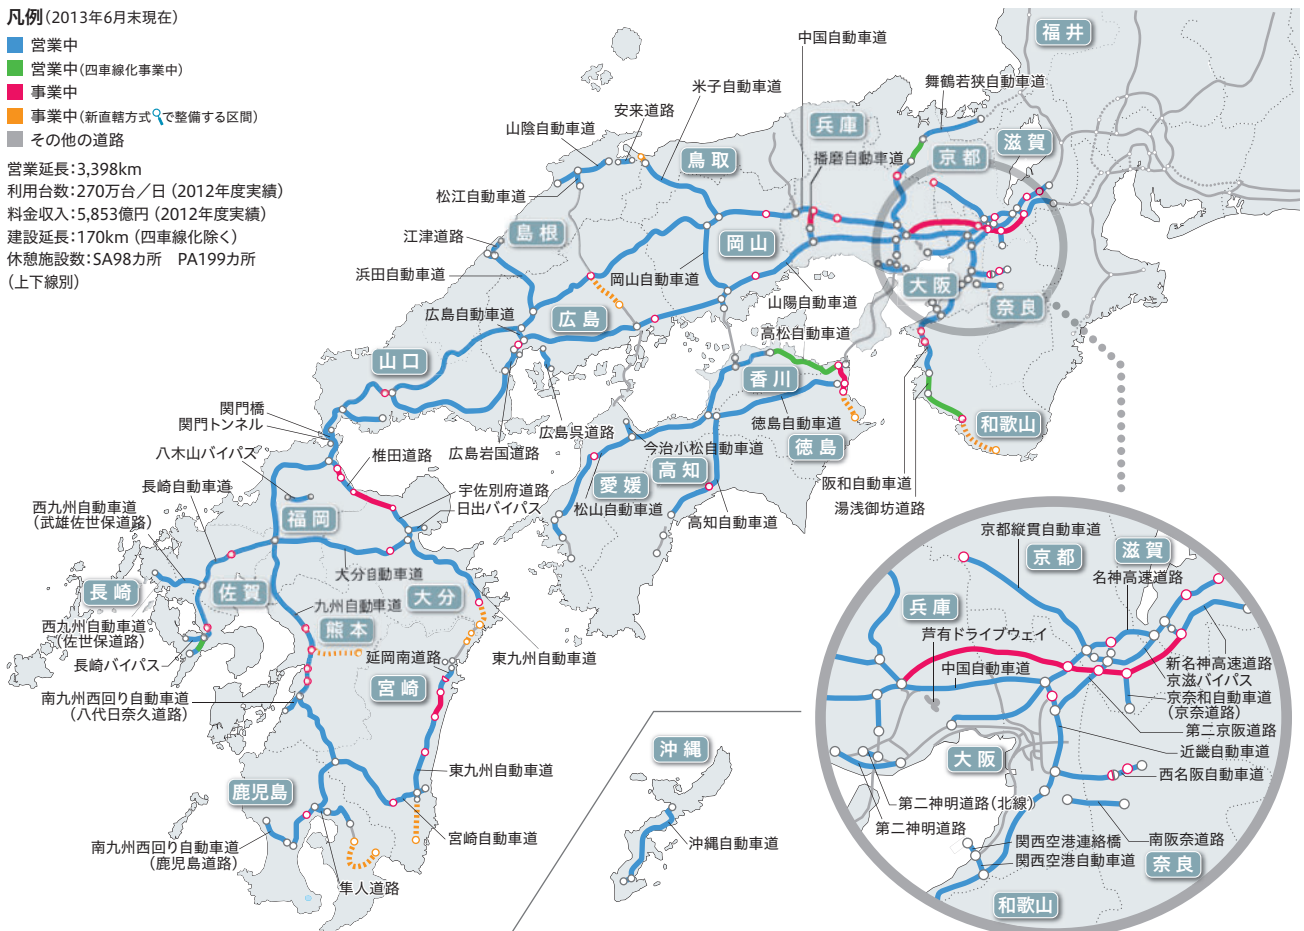 凡例(2013年6月末現在)
営業中
営業中(四車線化事業中)
事業中
事業中(新直轄方式で整備する区間)
その他の道路
営業延長:3,398km
利用台数:270万台／日(2012年度実績)
料金収入:5,853億円(2012年度実績)
建設延長:170km(四車線化除く)
休憩施設数:SA98カ所　PA199カ所
(上下線別)
福井
中国自動車道
舞鶴若狭自動車道
米子自動車道
安来道路
山陰自動車道
兵庫
滋賀
京都
鳥取
播磨自動車道
松江自動車道
島根
江津道路
岡山
浜田自動車道
岡山自動車道
大阪
奈良
山陽自動車道
広島自動車道
広島
高松自動車道
山口
香川
関門橋
関門トンネル
八木山バイパス
椎田道路
広島岩国道路
広島呉道路
今治小松自動車道
徳島自動車道
徳島
和歌山
高知
愛媛
長崎自動車道
西九州自動車道
(武雄佐世保道路)
宇佐別府道路
日出バイパス
松山自動車道
高知自動車道
阪和自動車道
湯浅御坊道路
福岡
大分自動車道
長崎
佐賀
大分
九州自動車道
熊本
西九州自動車道
(佐世保道路)
長崎バイパス
延岡南道路
東九州自動車道
宮崎
南九州西回り自動車道
(八代日奈久道路)
東九州自動車道
鹿児島
宮崎自動車道
南九州西回り自動車道
(鹿児島道路)
隼人道路
沖縄
沖縄自動車道
京都縦貫自動車道
京都
滋賀
名神高速道路
兵庫
芦有ドライブウェイ
中国自動車道
新名神高速道路
京滋バイパス
京奈和自動車道
(京奈道路)
第二京阪道路
近畿自動車道
西名阪自動車道
大阪
第二神明道路(北線)
第二神明道路
関西空港連絡橋
関西空港自動車道
南阪奈道路
奈良
和歌山